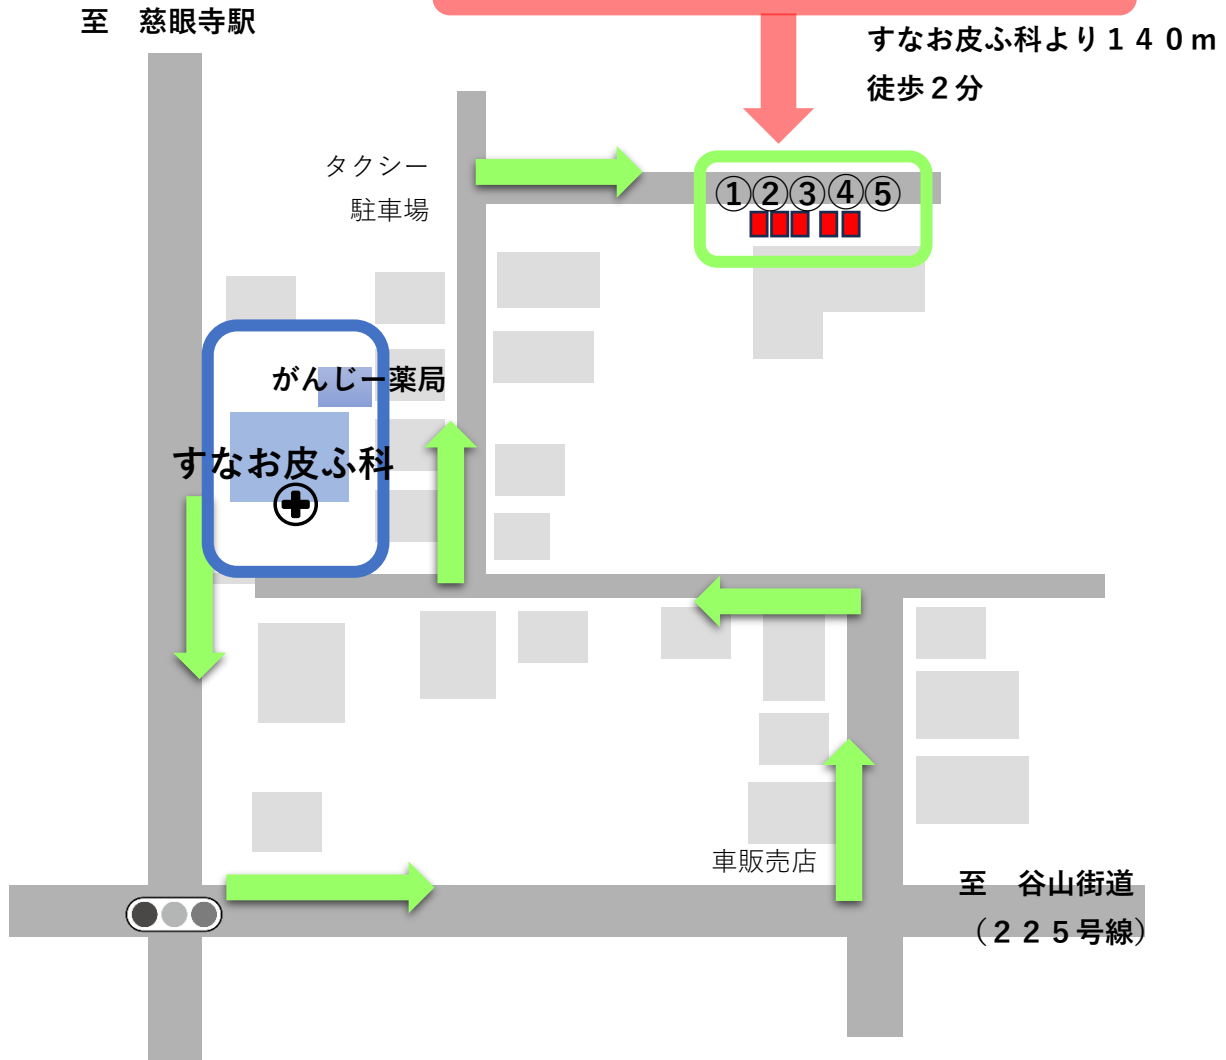 至　慈眼寺駅
すなお皮ふ科より１４０ｍ
徒歩２分
タクシー
駐車場
①②③④⑤
がんじー薬局
すなお皮ふ科
車販売店
至　谷山街道
（２２５号線）